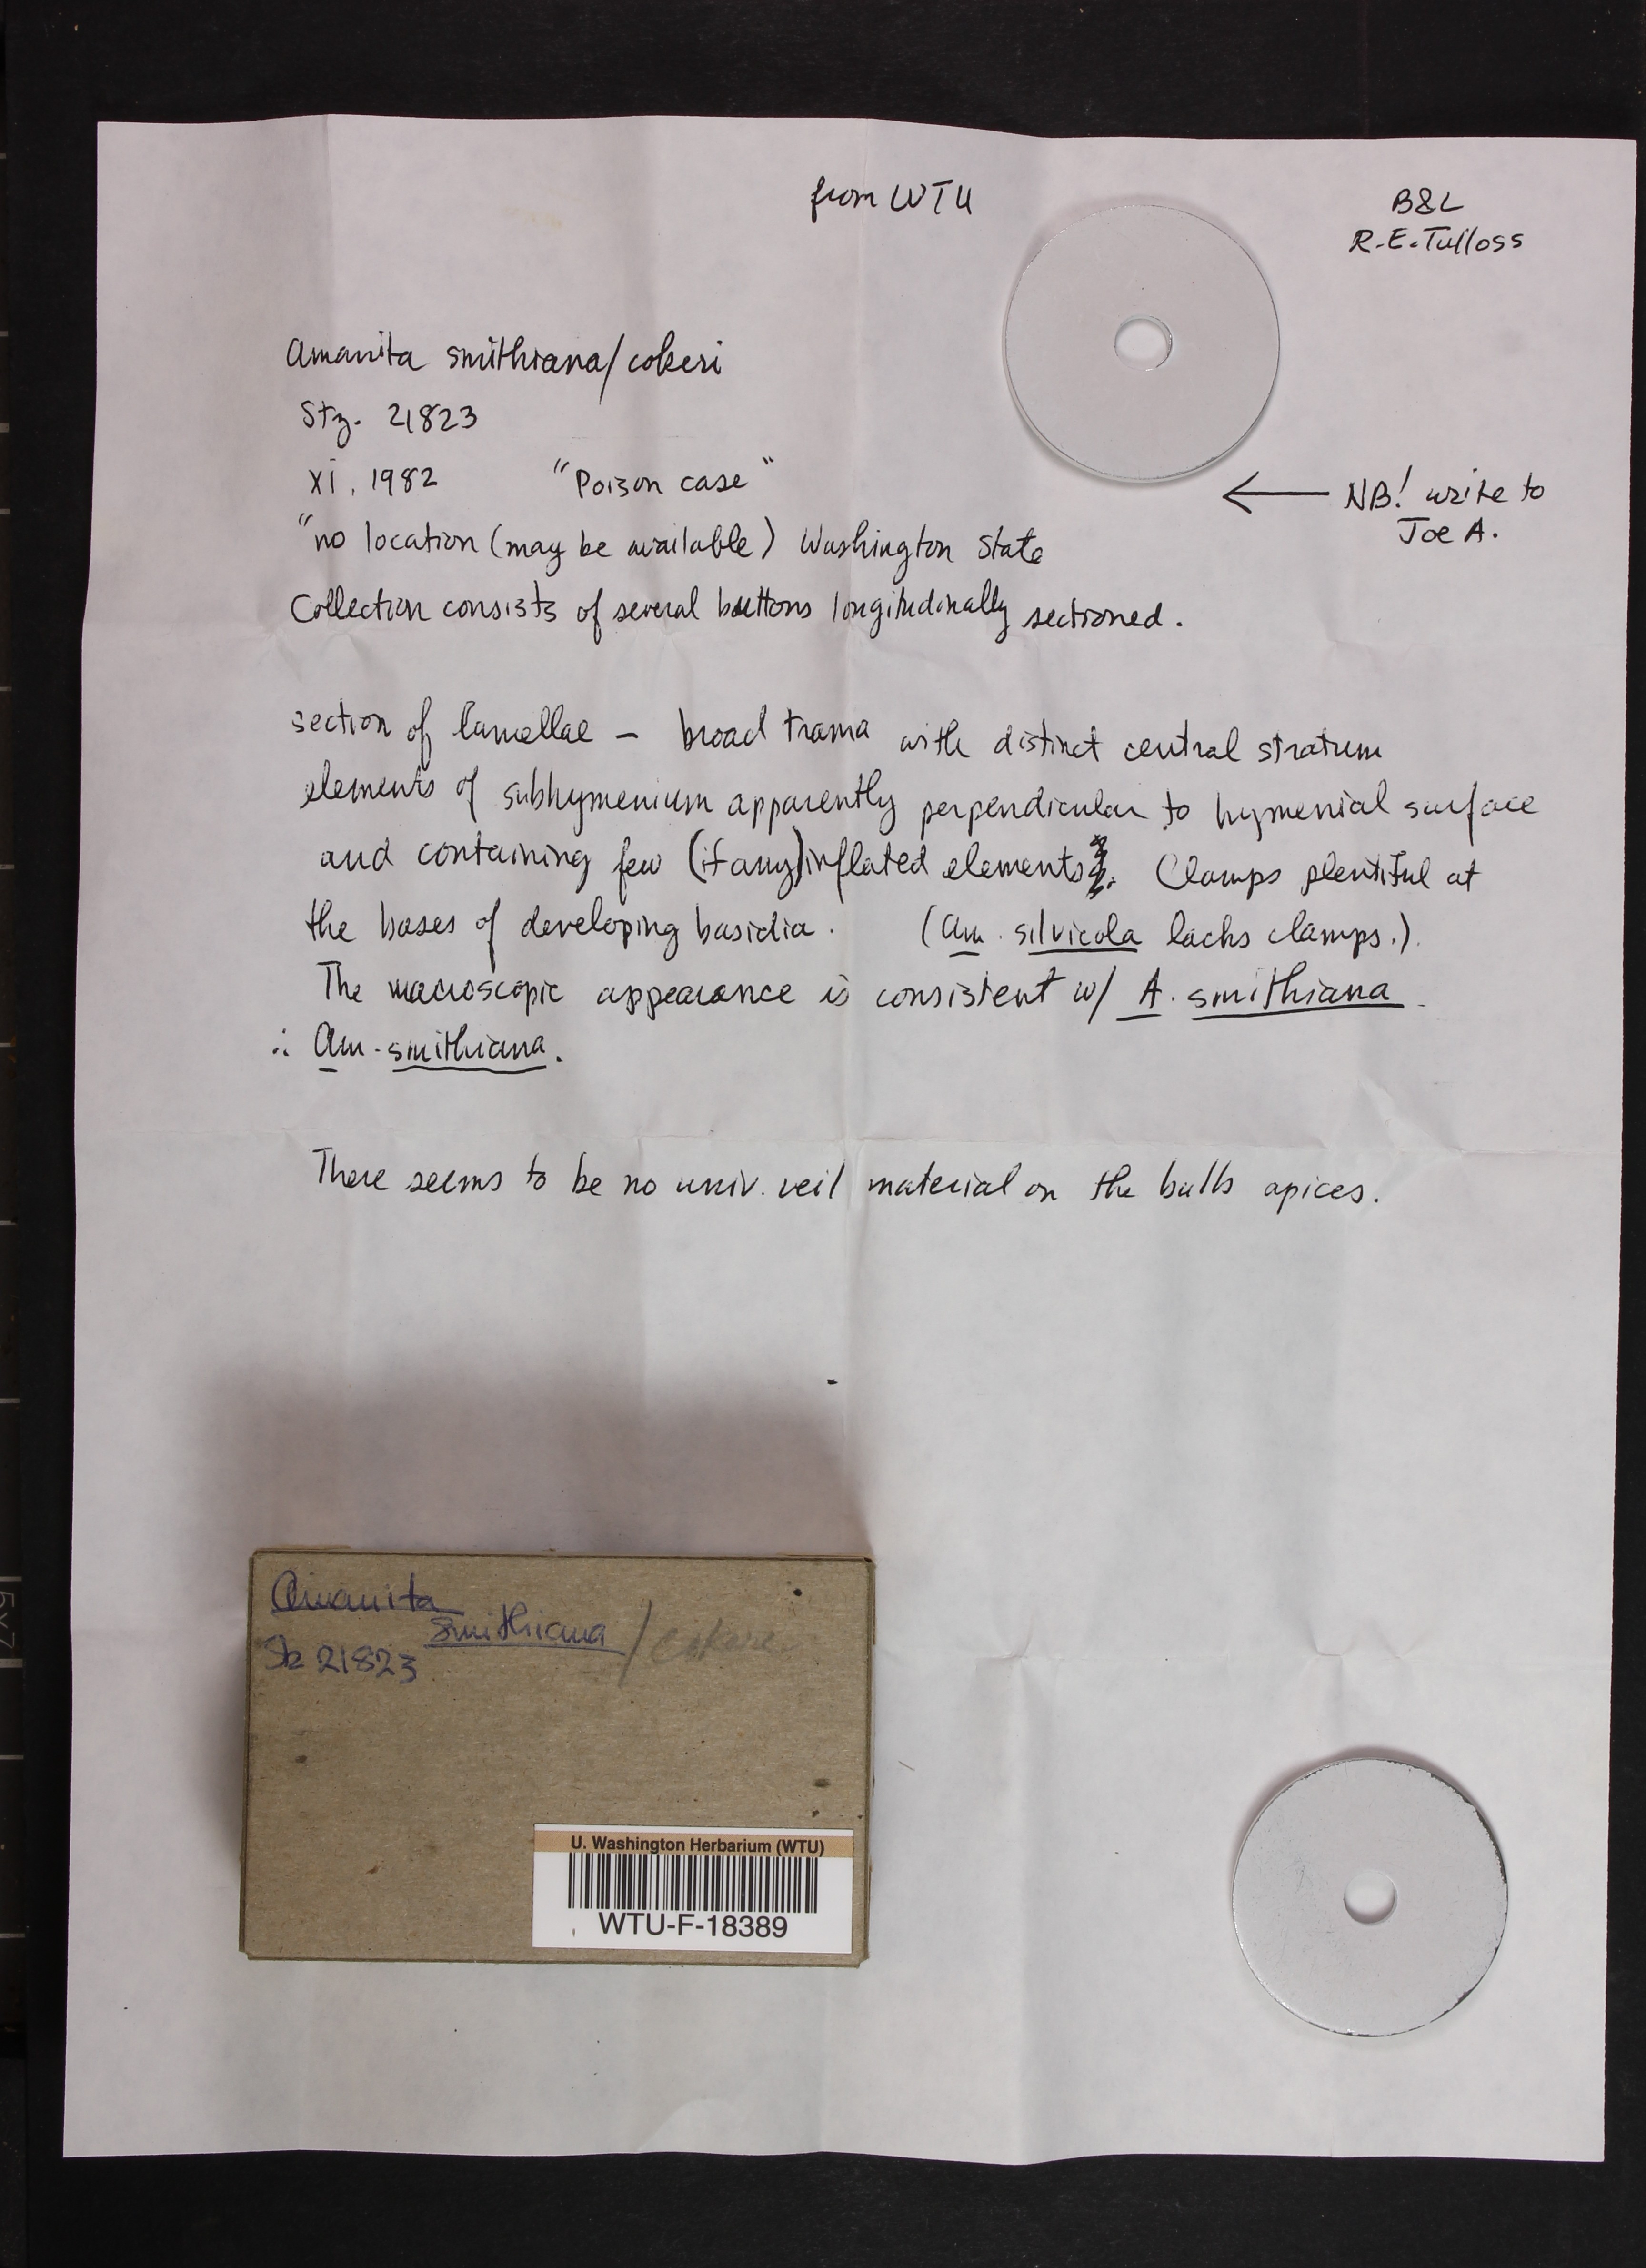 from WTU
B&L
R.E. Tulloss
Amanita smithiana/cokeri
Stz. 21823
xi. 1982 "Poison case"
← NB! write to
Joe A.
"no location (may be available) Washington State
Collection consists of several buttons longitudinally sectioned.
section of lamellae – broad trama with distinct central stratum
elements of subhymenium apparently perpendicular to hymenial surface
and containing few (if any) inflated elements. Clamps plentiful at
the bases of developing basidia. (Am. silvicola lacks clamps.).
The macroscopic appearance is consistent w/ A. smithiana.
∴ Am. smithiana.
There seems to be no univ. veil material on the bulb apices.
Amanita
smithiana / cokeri
Stz 21823
U. Washington Herbarium (WTU)
WTU-F-18389